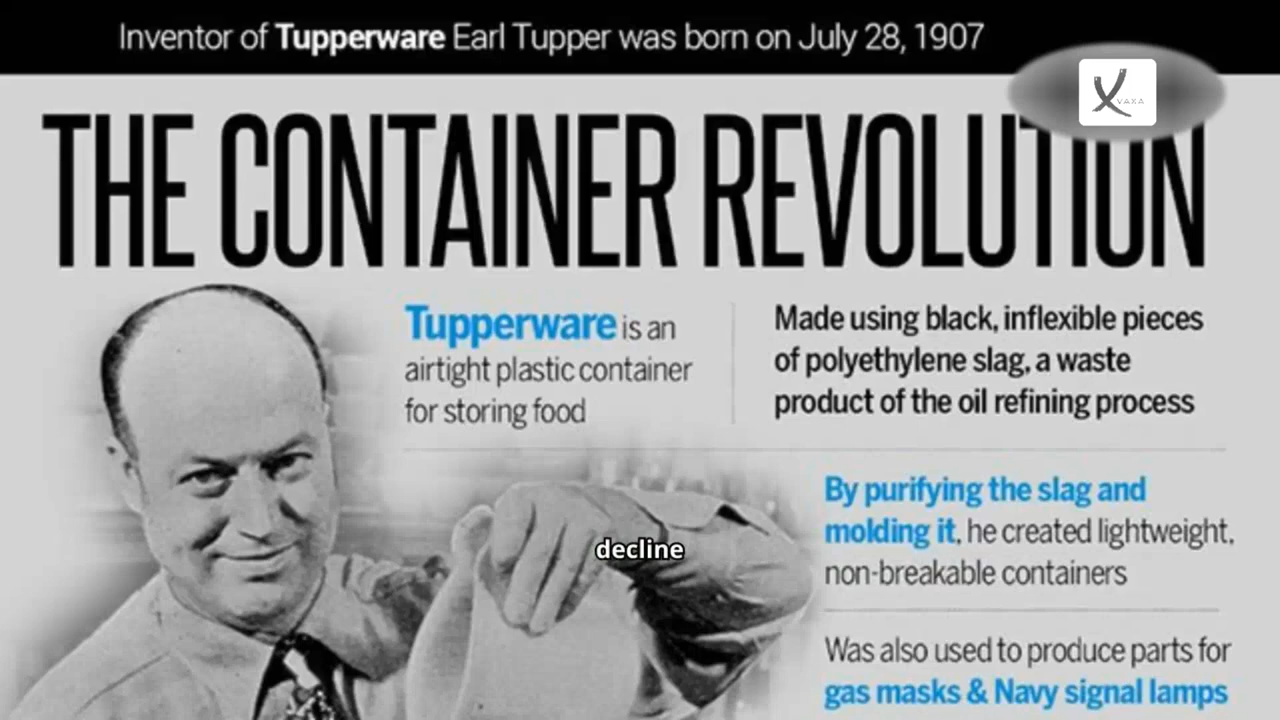 Inventor of Tupperware Earl Tupper was born on July 28, 1907
VAXA
THE CONTAINER REVOLUTION
Tupperware is an
airtight plastic container
for storing food
Made using black, inflexible pieces
of polyethylene slag, a waste
product of the oil refining process
By purifying the slag and
molding it, he created lightweight,
non-breakable containers
decline
Was also used to produce parts for
gas masks & Navy signal lamps